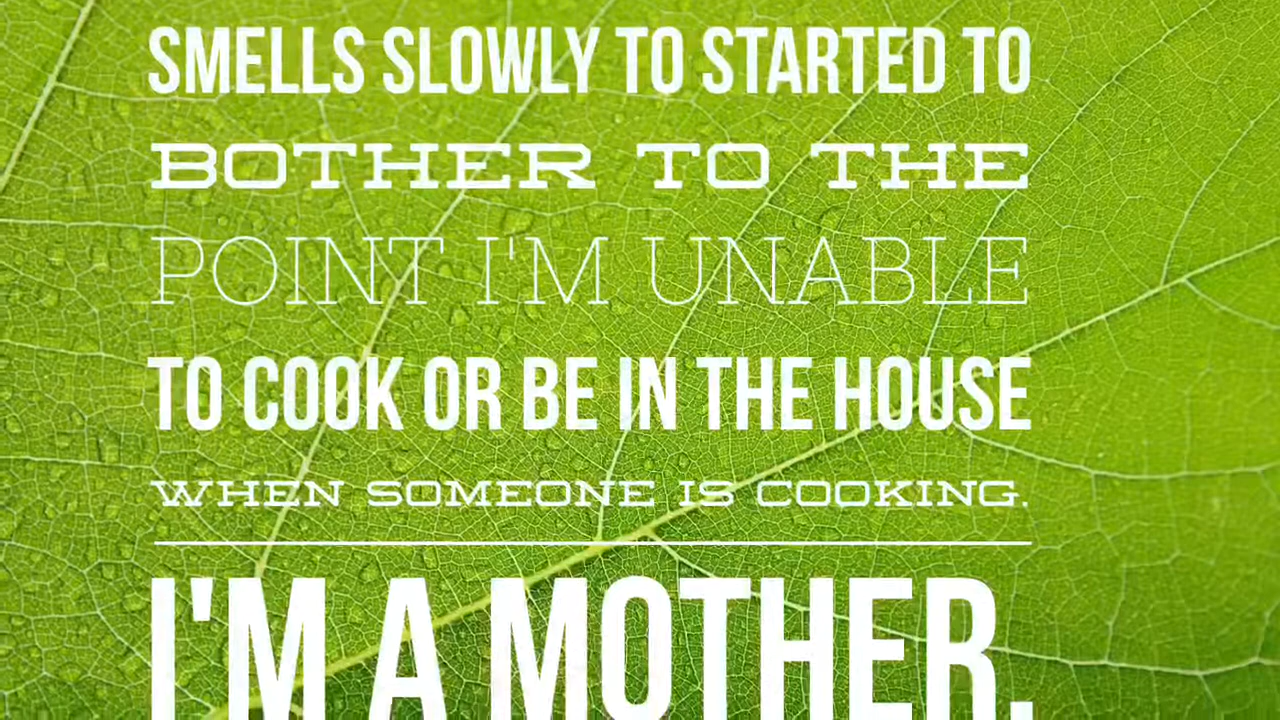 SMELLS SLOWLY TO STARTED TO
BOTHER TO THE
POINT I'M UNABLE
TO COOK OR BE IN THE HOUSE
WHEN SOMEONE IS COOKING.
I'M A MOTHER.